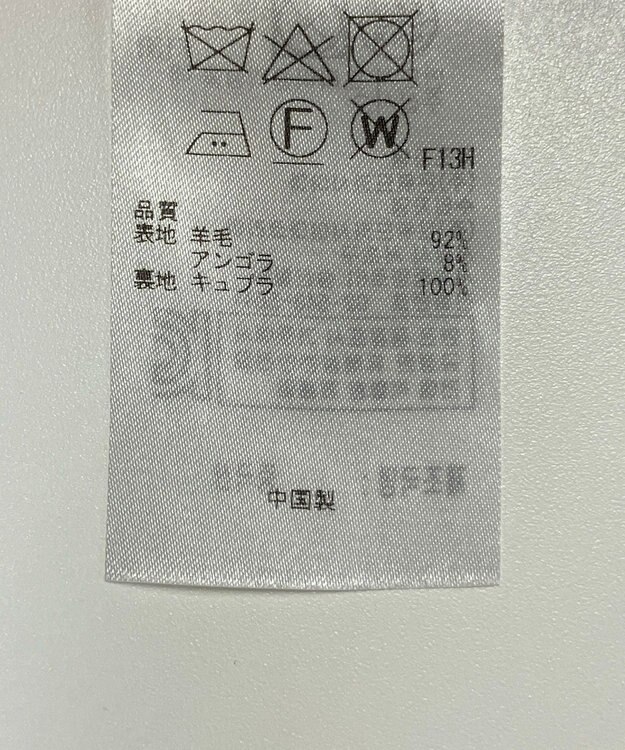 F
W
F13H
品質
表地 羊毛 92%
アンゴラ 8%
裏地 キュプラ 100%
中国製